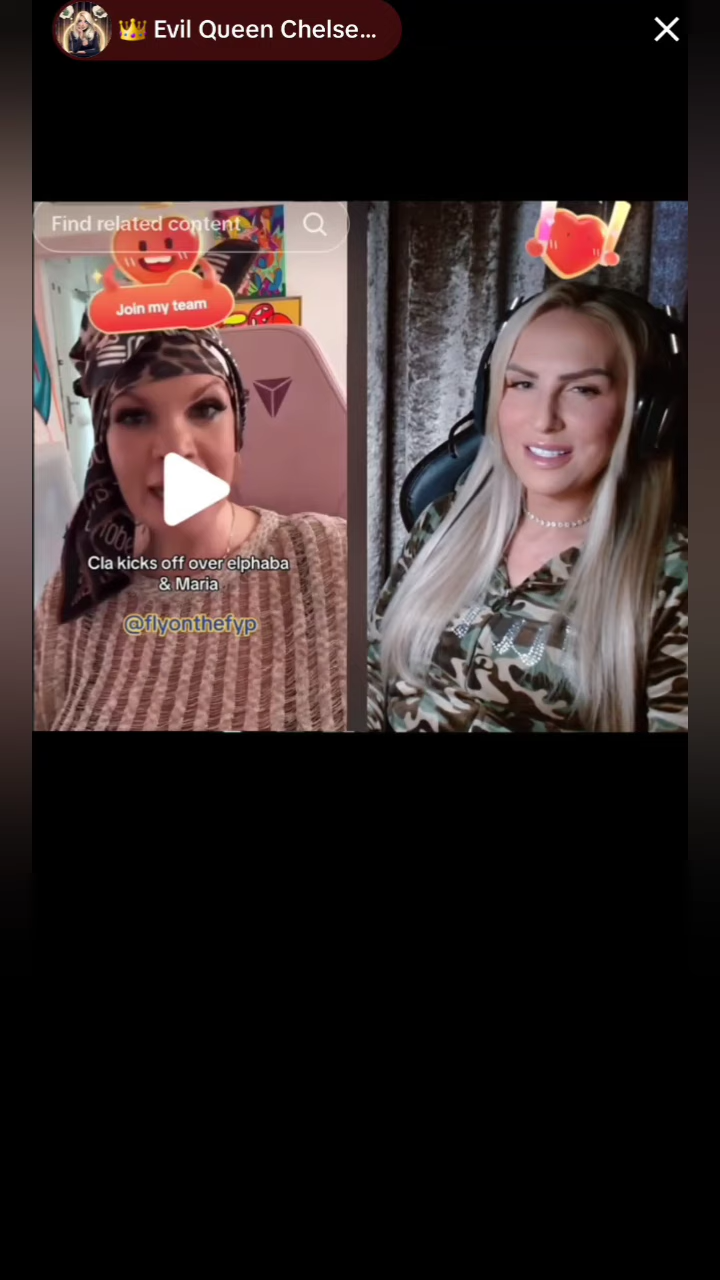 👑 Evil Queen Chelse...
Find related content
Join my team
Cla kicks off over elphaba
& Maria
@flyonthefyp